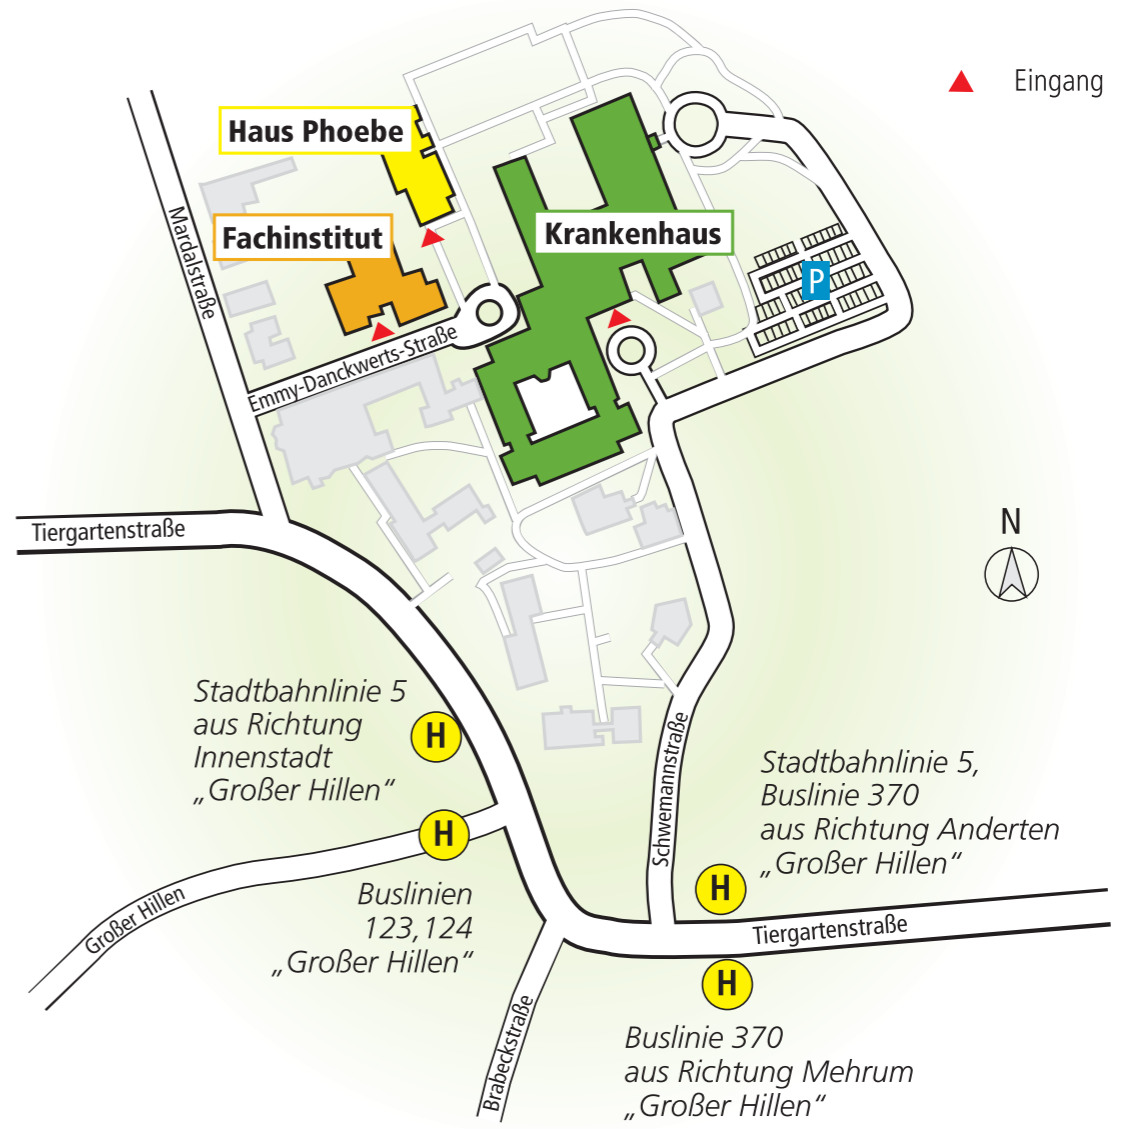 Eingang
Haus Phoebe
Fachinstitut
Krankenhaus
Mardalstraße
P
Emmy-Danckwerts-Straße
Tiergartenstraße
N
Stadtbahnlinie 5
aus Richtung
Innenstadt
„Großer Hillen“
H
H
Schwemannstraße
Stadtbahnlinie 5,
Buslinie 370
aus Richtung Anderten
„Großer Hillen“
H
Großer Hillen
Buslinien
123,124
„Großer Hillen“
Tiergartenstraße
H
Brabeckstraße
Buslinie 370
aus Richtung Mehrum
„Großer Hillen“